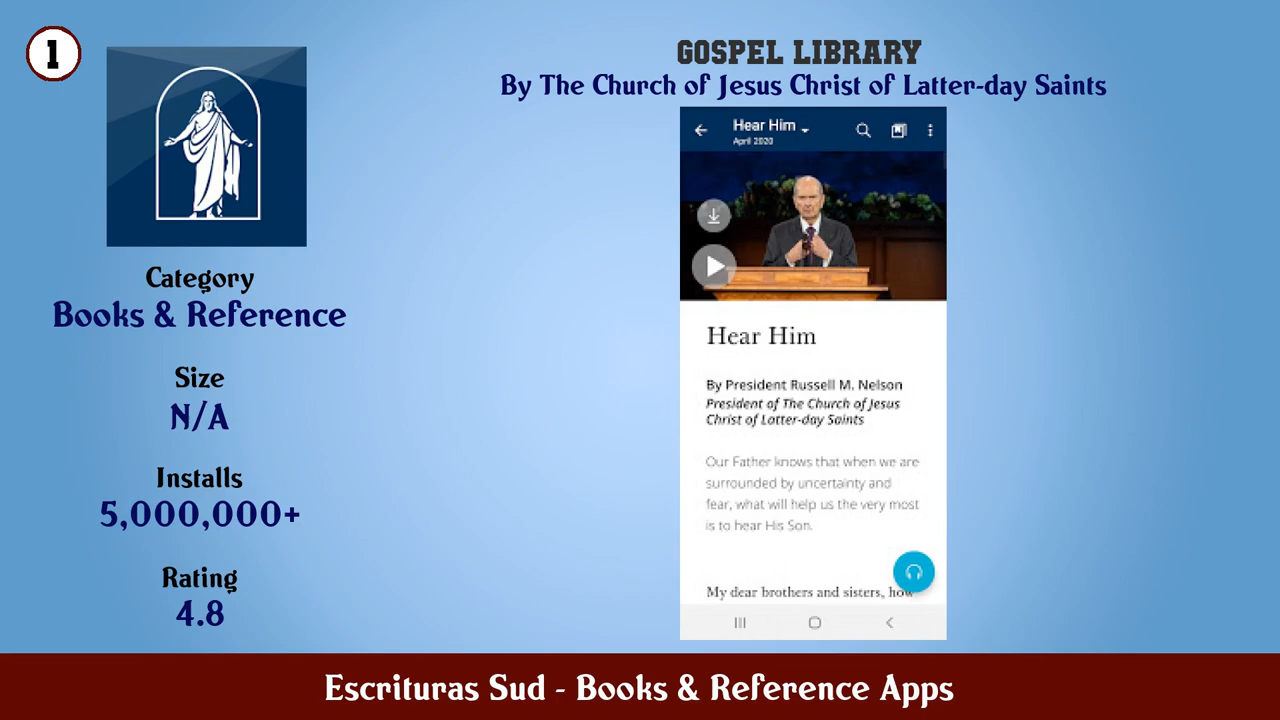 1
GOSPEL LIBRARY
By The Church of Jesus Christ of Latter-day Saints
Category
Books & Reference
Size
N/A
Installs
5,000,000+
Rating
4.8
Hear Him
April 2020
Hear Him
By President Russell M. Nelson
President of The Church of Jesus
Christ of Latter-day Saints
Our Father knows that when we are
surrounded by uncertainty and
fear, what will help us the very most
is to hear His Son.
My dear brothers and sisters, how
Escrituras Sud - Books & Reference Apps